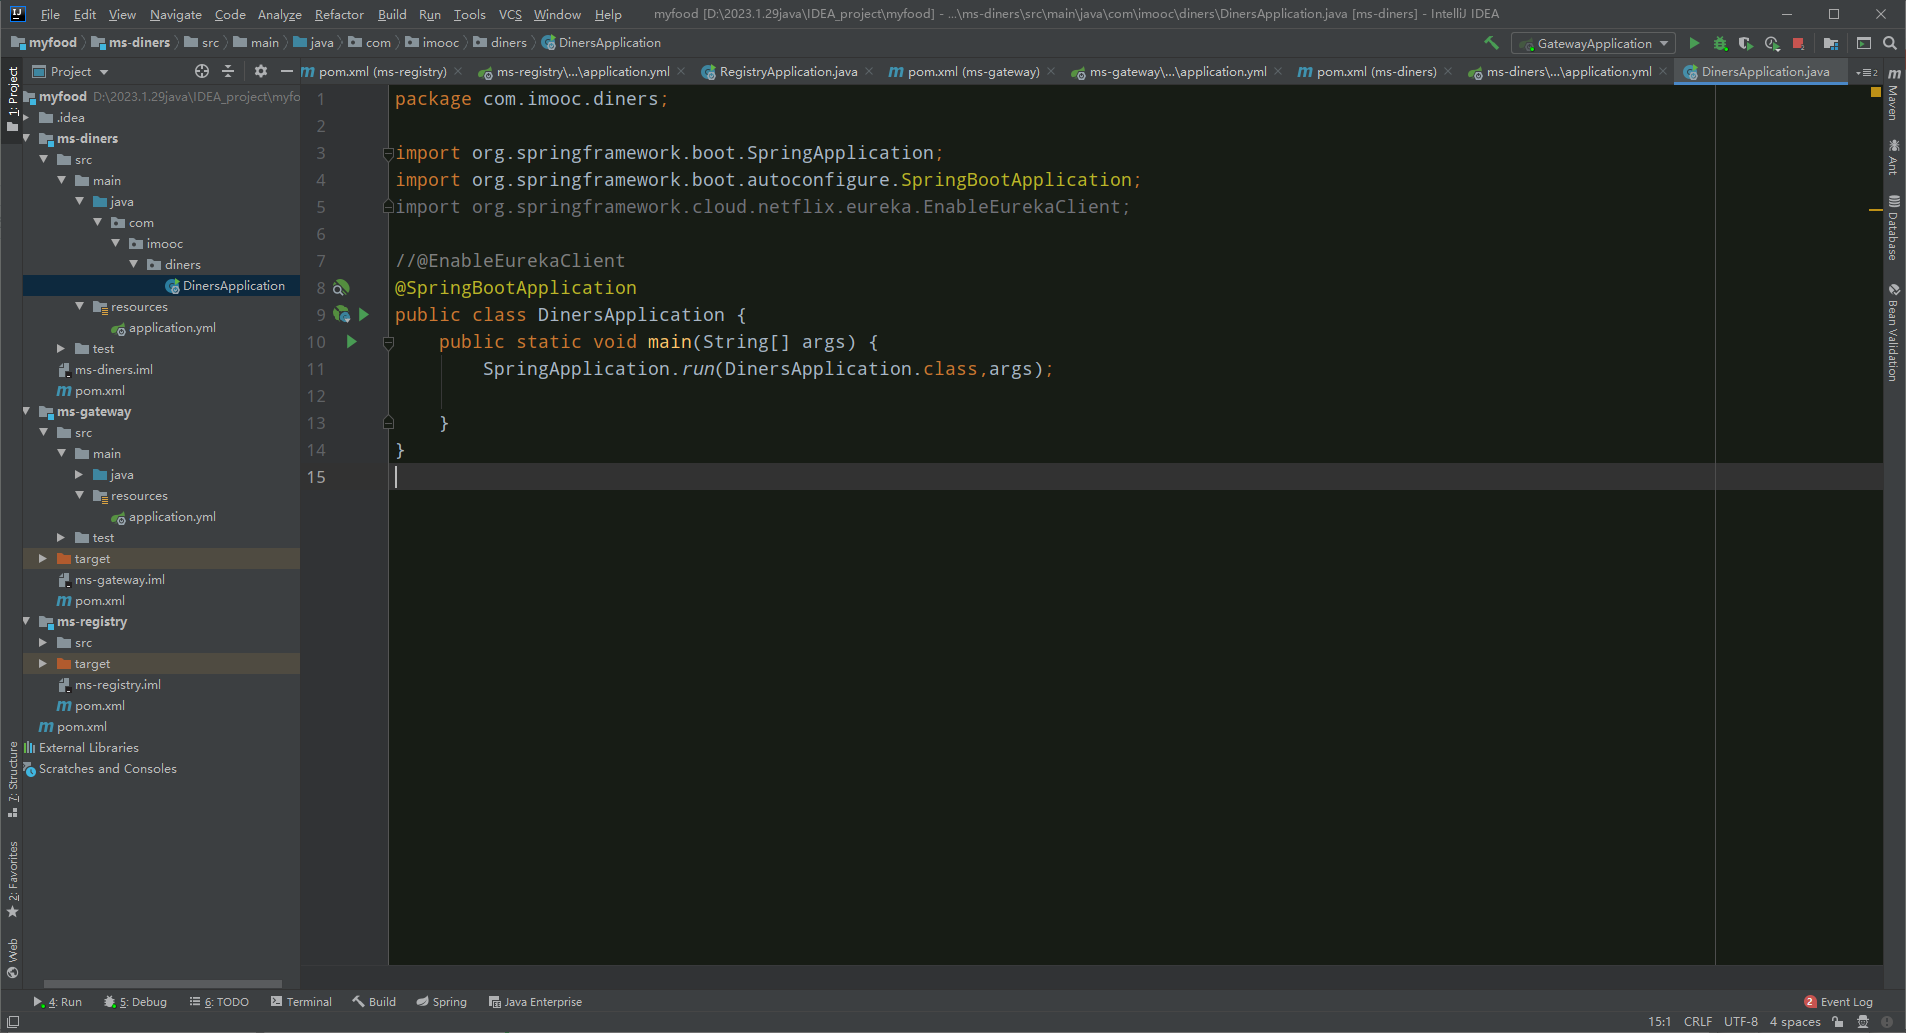 File Edit View Navigate Code Analyze Refactor Build Run Tools VCS Window Help myfood [D:\2023.1.29java\IDEA_project\myfood] - ...\ms-diners\src\main\java\com\imooc\diners\DinersApplication.java [ms-diners] - IntelliJ IDEA
myfood ms-diners src main java com imooc diners DinersApplication GatewayApplication
Project pom.xml (ms-registry) ms-registry\...\application.yml RegistryApplication.java pom.xml (ms-gateway) ms-gateway\...\application.yml pom.xml (ms-diners) ms-diners\...\application.yml DinersApplication.java 2
1: Project
7: Structure
2: Favorites
Web
myfood D:\2023.1.29java\IDEA_project\myfo
.idea
ms-diners
src
main
java
com
imooc
diners
DinersApplication
resources
application.yml
test
ms-diners.iml
pom.xml
ms-gateway
src
main
java
resources
application.yml
test
target
ms-gateway.iml
pom.xml
ms-registry
src
target
ms-registry.iml
pom.xml
pom.xml
External Libraries
Scratches and Consoles
1 package com.imooc.diners;
2
3 import org.springframework.boot.SpringApplication;
4 import org.springframework.boot.autoconfigure.SpringBootApplication;
5 import org.springframework.cloud.netflix.eureka.EnableEurekaClient;
6
7 //@EnableEurekaClient
8 @SpringBootApplication
9 public class DinersApplication {
10 public static void main(String[] args) {
11 SpringApplication.run(DinersApplication.class,args);
12
13 }
14 }
15
Maven
Ant
Database
Bean Validation
4: Run 5: Debug 6: TODO Terminal Build Spring Java Enterprise 2 Event Log
15:1 CRLF UTF-8 4 spaces